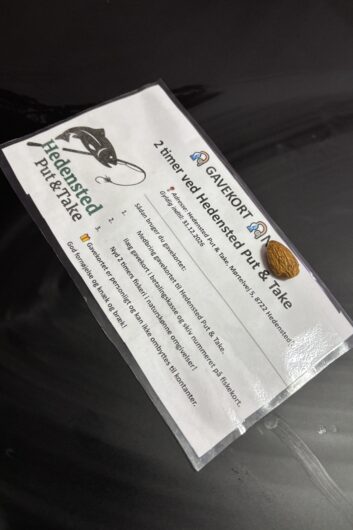 Hedensted
Put & Take
GAVEKORT
2 timer ved Hedensted Put & Take
Adresse: Hedensted Put & Take, Mørtelvej 5, 8722 Hedensted
Gyldig indtil: 31.12.2026
Sådan bruger du gavekortet:
1. Medbring gavekortet til Hedensted Put & Take.
2. læg gavekort i betalingskasse og skiv nummeret på fiskekort.
3. Nyd 2 timers fiskeri i naturskønne omgivelser!
Gavekortet er personligt og kan ikke ombyttes til kontanter.
God fornøjelse og knæk og bræk!